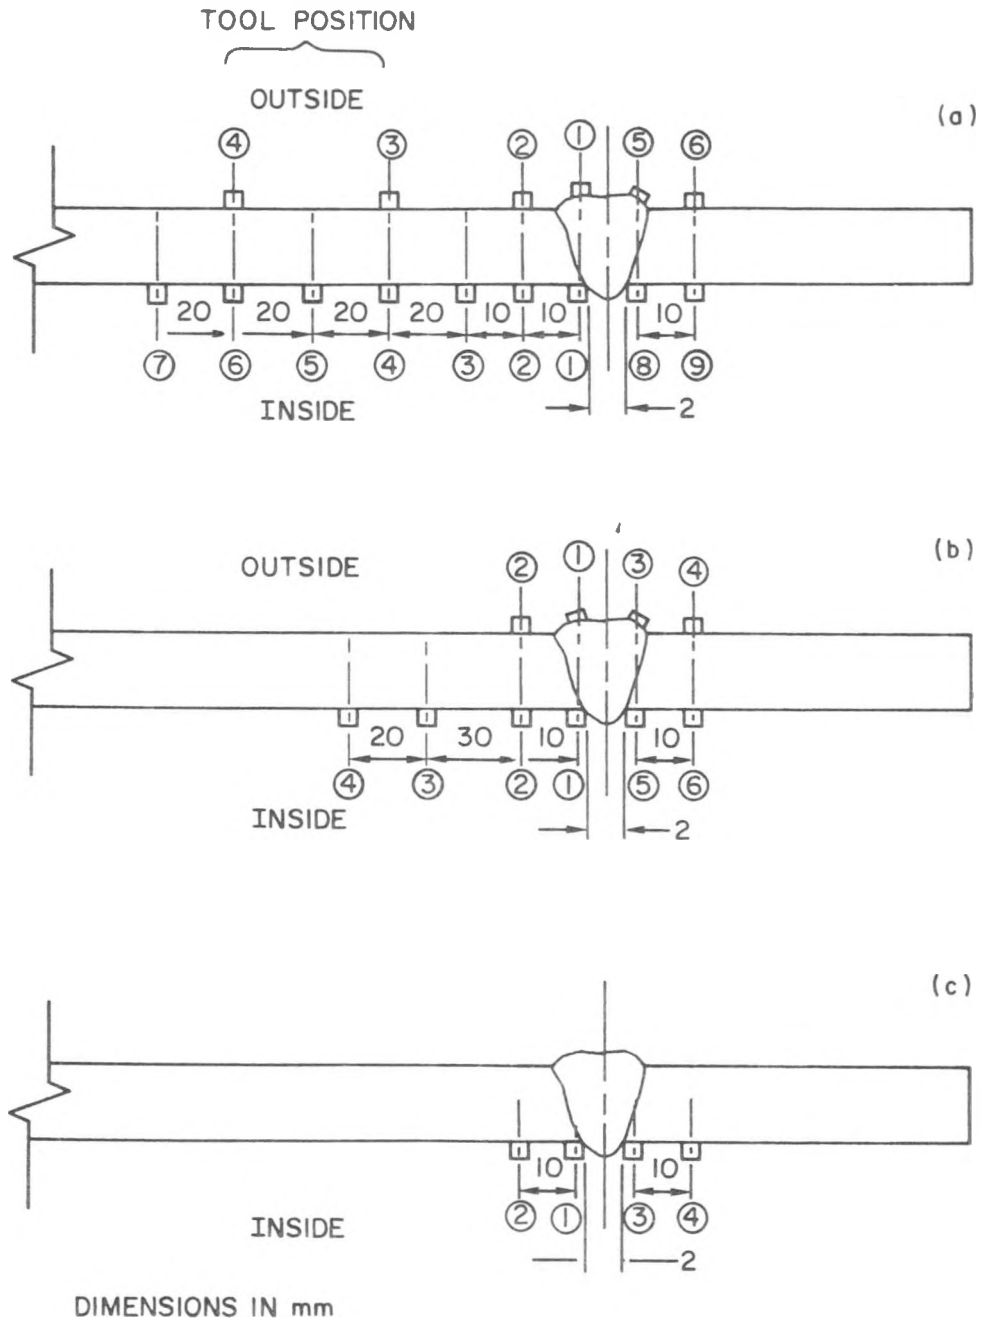 TOOL POSITION
OUTSIDE
(a)
④ ③ ② ① ⑤ ⑥
20 20 20 20 10 10 10
⑦ ⑥ ⑤ ④ ③ ② ① ⑧ ⑨
INSIDE
2
(b)
OUTSIDE
② ① ③ ④
20 30 10 10
④ ③ ② ① ⑤ ⑥
INSIDE
2
(c)
10 10
② ① ③ ④
INSIDE
2
DIMENSIONS IN mm